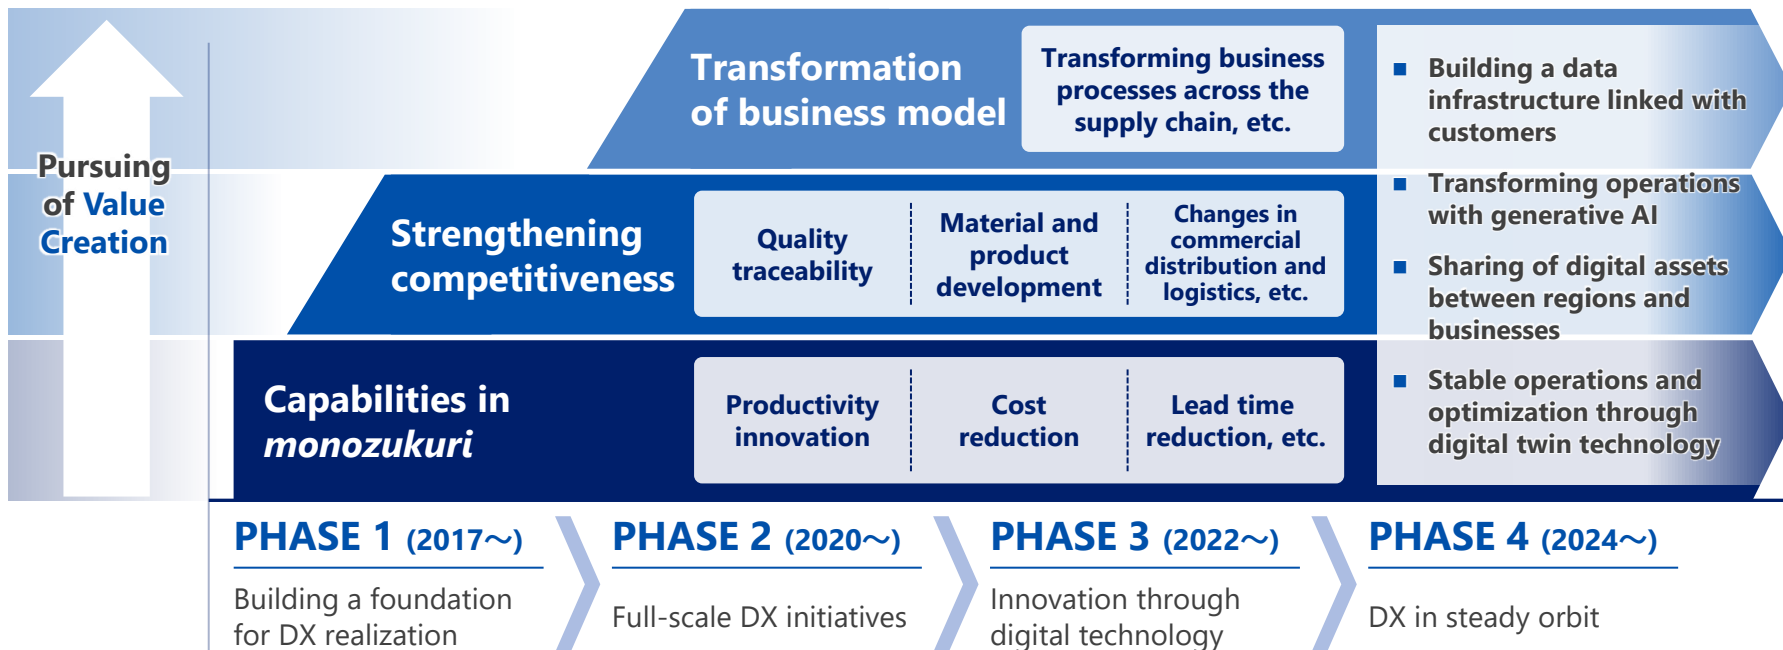 Pursuing
of Value
Creation
Transformation
of business model
Transforming business
processes across the
supply chain, etc.
Strengthening
competitiveness
Quality
traceability
Material and
product
development
Changes in
commercial
distribution and
logistics, etc.
Capabilities in
monozukuri
Productivity
innovation
Cost
reduction
Lead time
reduction, etc.
■ Building a data
infrastructure linked with
customers
■ Transforming operations
with generative AI
■ Sharing of digital assets
between regions and
businesses
■ Stable operations and
optimization through
digital twin technology
PHASE 1 (2017～)
Building a foundation
for DX realization
PHASE 2 (2020～)
Full-scale DX initiatives
PHASE 3 (2022～)
Innovation through
digital technology
PHASE 4 (2024～)
DX in steady orbit